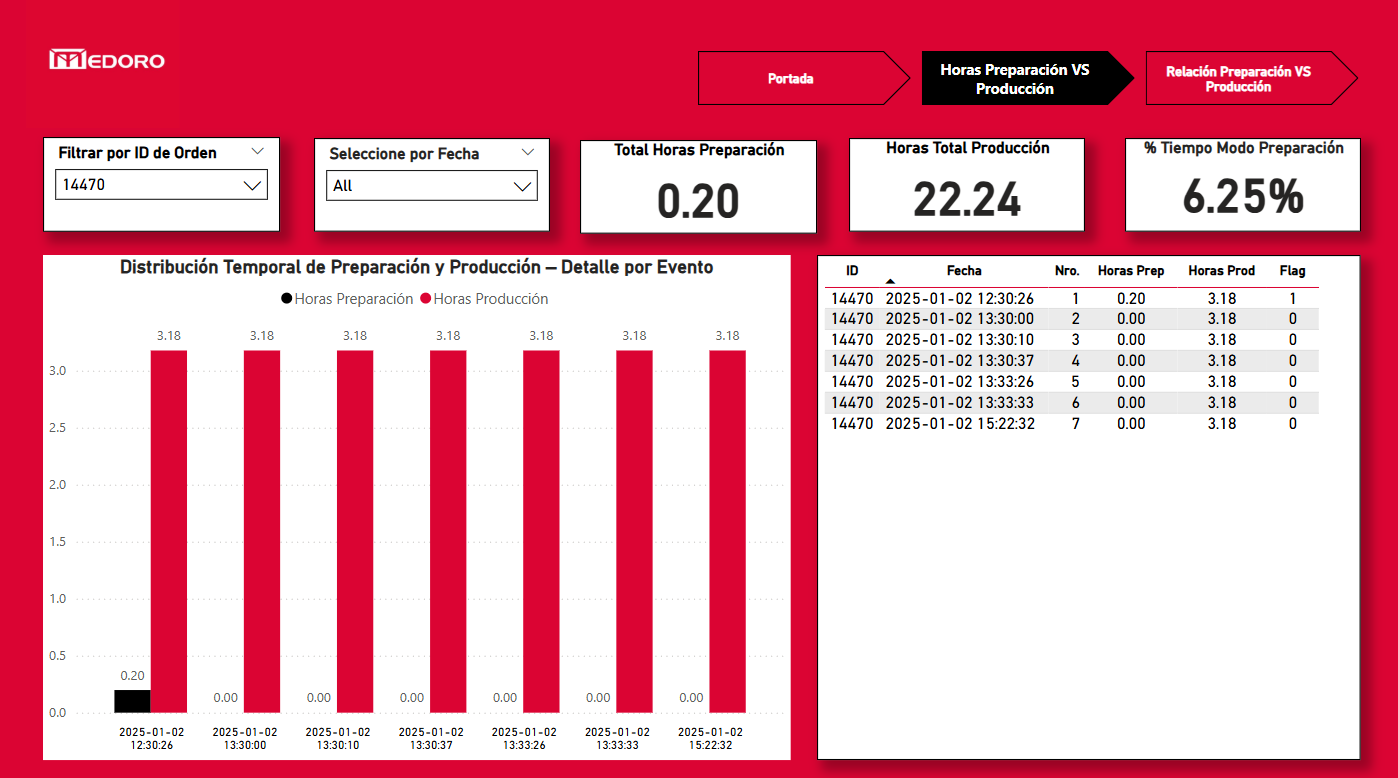 MEDORO
Portada
Horas Preparación VS
Producción
Relación Preparación VS
Producción
Filtrar por ID de Orden
14470
Seleccione por Fecha
All
Total Horas Preparación
0.20
Horas Total Producción
22.24
% Tiempo Modo Preparación
6.25%
Distribución Temporal de Preparación y Producción – Detalle por Evento
Horas Preparación Horas Producción
3.18 3.18 3.18 3.18 3.18 3.18 3.18
3.0
2.5
2.0
1.5
1.0
0.5
0.0
0.20 0.00 0.00 0.00 0.00 0.00 0.00
2025-01-02 2025-01-02 2025-01-02 2025-01-02 2025-01-02 2025-01-02 2025-01-02
12:30:26 13:30:00 13:30:10 13:30:37 13:33:26 13:33:33 15:22:32
ID Fecha Nro. Horas Prep Horas Prod Flag
14470 2025-01-02 12:30:26 1 0.20 3.18 1
14470 2025-01-02 13:30:00 2 0.00 3.18 0
14470 2025-01-02 13:30:10 3 0.00 3.18 0
14470 2025-01-02 13:30:37 4 0.00 3.18 0
14470 2025-01-02 13:33:26 5 0.00 3.18 0
14470 2025-01-02 13:33:33 6 0.00 3.18 0
14470 2025-01-02 15:22:32 7 0.00 3.18 0